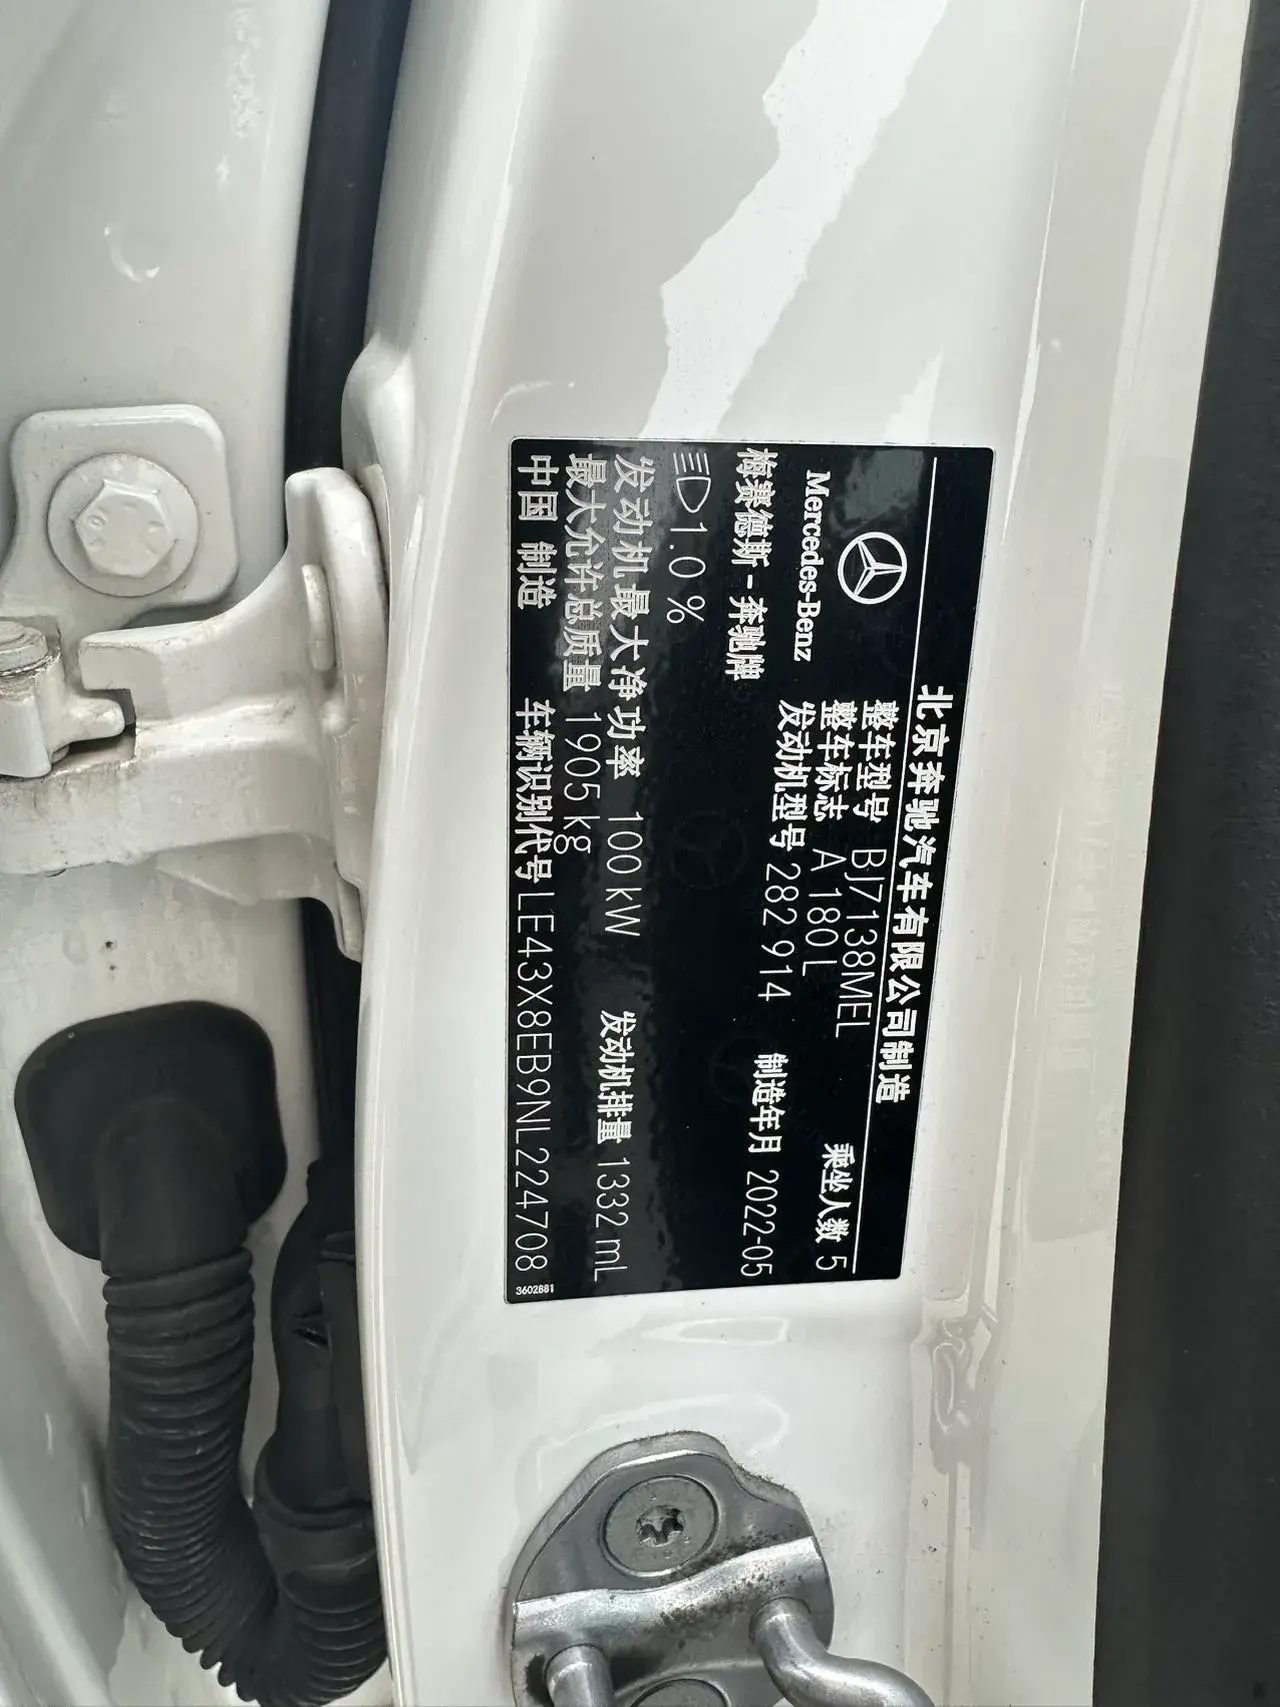 北京奔驰汽车有限公司制造
Mercedes-Benz
梅赛德斯-奔驰牌
整车型号 BJ7138MEL
整车标志 A 180 L
乘坐人数 5
发动机型号 282 914
制造年月 2022-05
1.0 %
发动机最大净功率 100 kW
发动机排量 1332 mL
最大允许总质量 1905 kg
中国 制造
车辆识别代号 LE43X8EB9NL224708
3602881